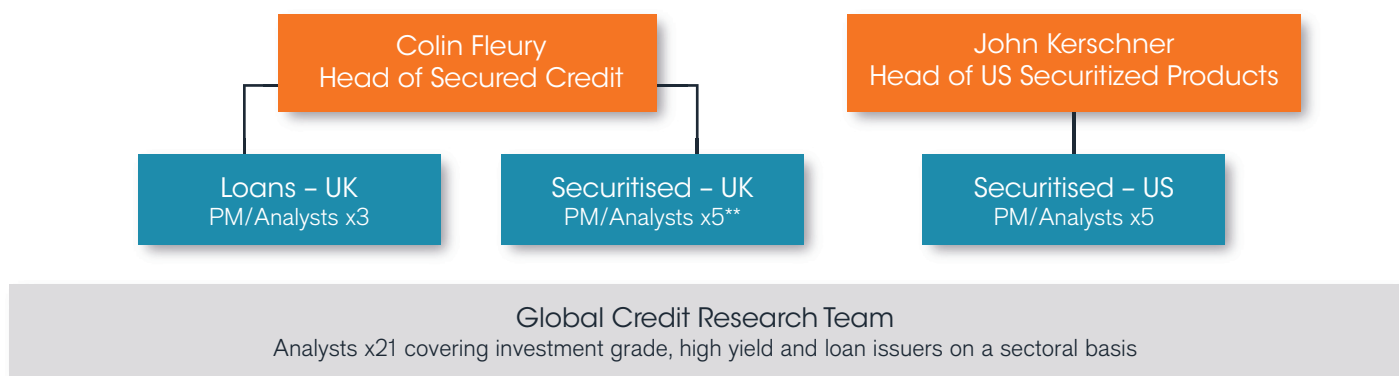 Colin Fleury
Head of Secured Credit
John Kerschner
Head of US Securitized Products
Loans – UK
PM/Analysts x3
Securitised – UK
PM/Analysts x5**
Securitised – US
PM/Analysts x5
Global Credit Research Team
Analysts x21 covering investment grade, high yield and loan issuers on a sectoral basis